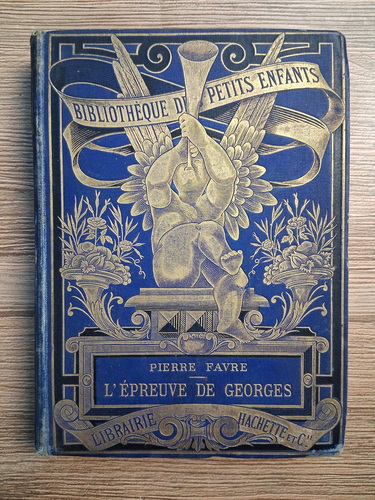 BIBLIOTHÈQUE DES PETITS ENFANTS
PIERRE FAVRE
L'ÉPREUVE DE GEORGES
LIBRAIRIE HACHETTE ET Cie